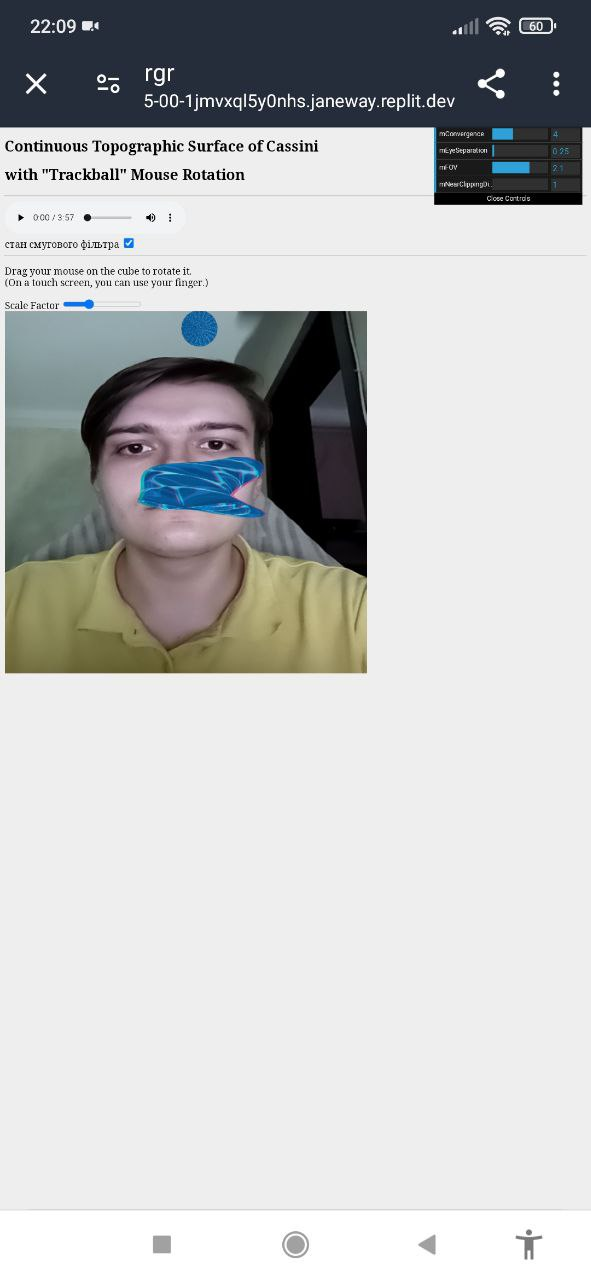 22:09
60
rgr
5-00-1jmvxql5y0nhs.janeway.replit.dev
Continuous Topographic Surface of Cassini
with "Trackball" Mouse Rotation
mConvergence 4
mEyeSeparation 0.25
mFOV 2.1
mNearClippingDi... 1
Close Controls
0:00 / 3:57
стан смугового фільтра
Drag your mouse on the cube to rotate it.
(On a touch screen, you can use your finger.)
Scale Factor